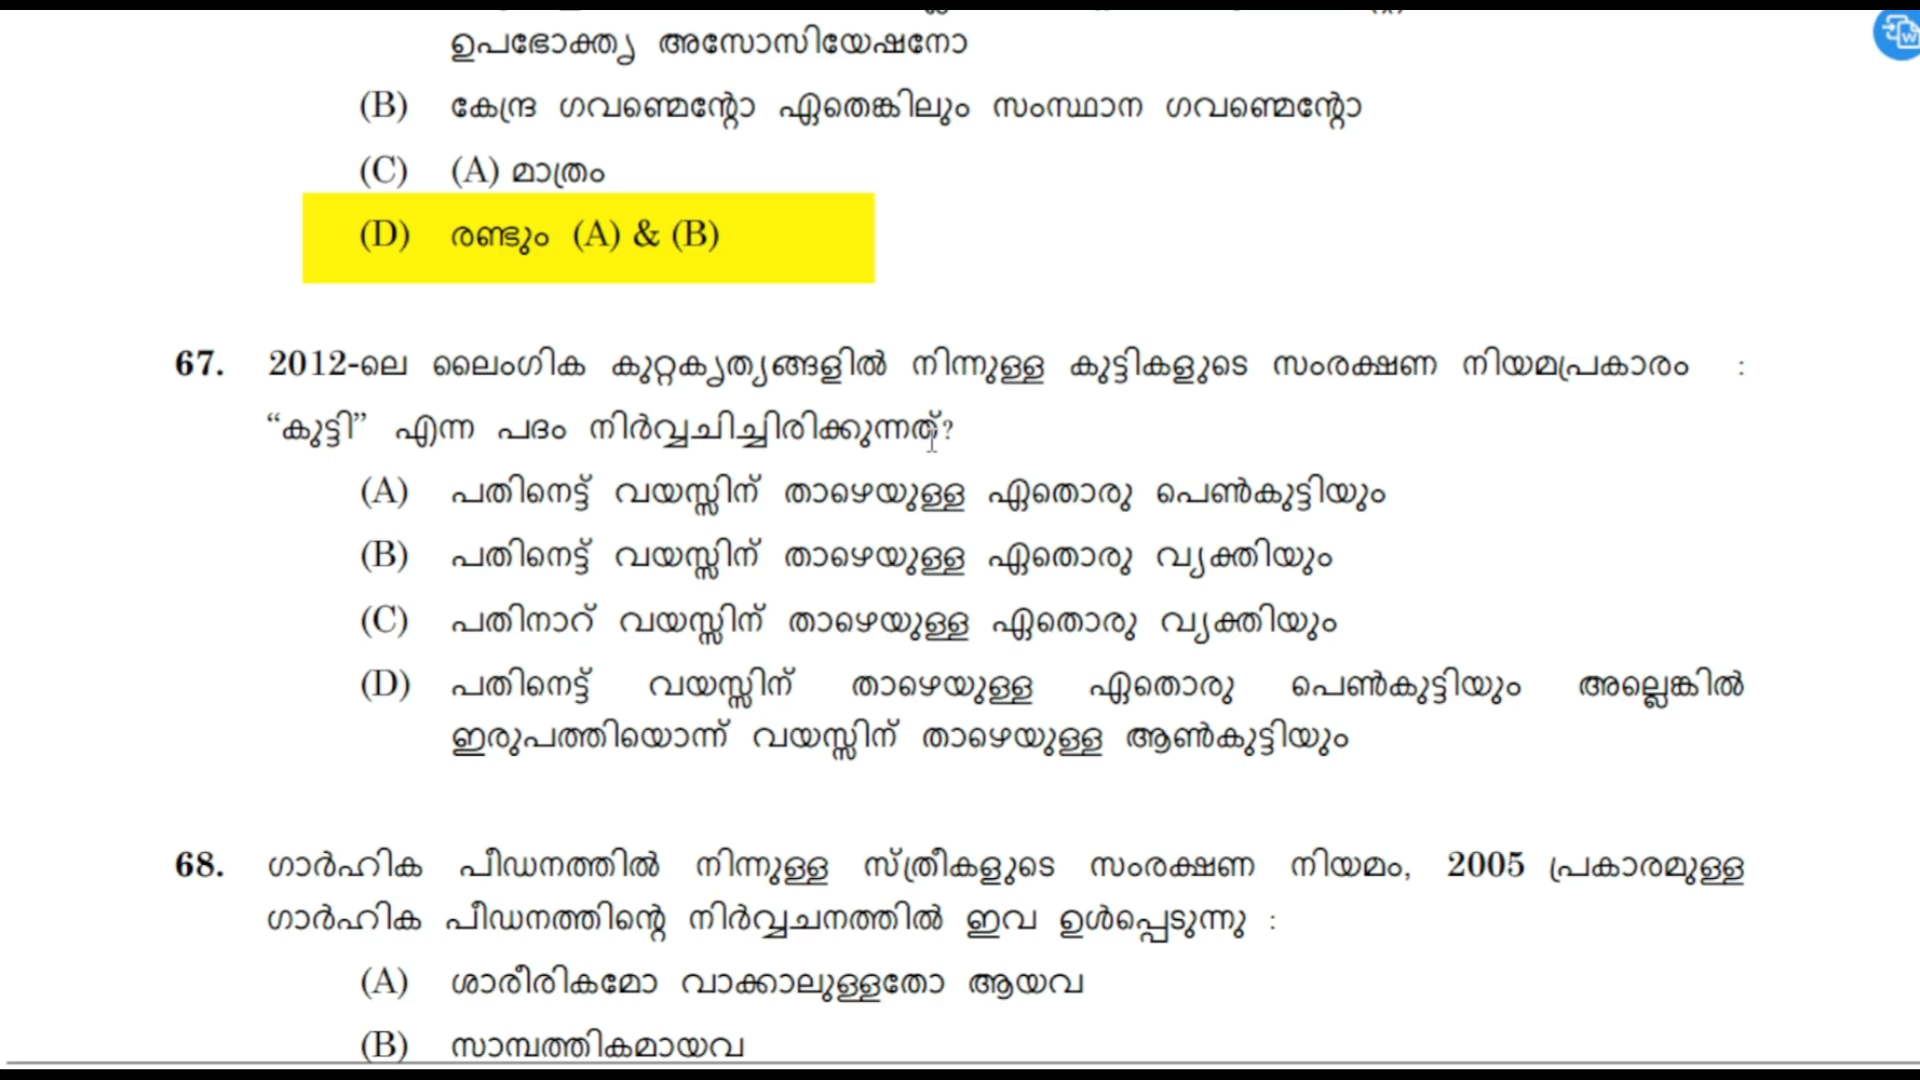 ഉപഭോക്തൃ അസോസിയേഷനോ
(B) കേന്ദ്ര ഗവണ്മെന്റോ ഏതെങ്കിലും സംസ്ഥാന ഗവണ്മെന്റോ
(C) (A) മാത്രം
(D) രണ്ടും (A) & (B)
67. 2012-ലെ ലൈംഗിക കുറ്റകൃത്യങ്ങളിൽ നിന്നുള്ള കുട്ടികളുടെ സംരക്ഷണ നിയമപ്രകാരം :
“കുട്ടി” എന്ന പദം നിർവ്വചിച്ചിരിക്കുന്നത്?
(A) പതിനെട്ട് വയസ്സിന് താഴെയുള്ള ഏതൊരു പെൺകുട്ടിയും
(B) പതിനെട്ട് വയസ്സിന് താഴെയുള്ള ഏതൊരു വ്യക്തിയും
(C) പതിനാറ് വയസ്സിന് താഴെയുള്ള ഏതൊരു വ്യക്തിയും
(D) പതിനെട്ട് വയസ്സിന് താഴെയുള്ള ഏതൊരു പെൺകുട്ടിയും അല്ലെങ്കിൽ
ഇരുപത്തിയൊന്ന് വയസ്സിന് താഴെയുള്ള ആൺകുട്ടിയും
68. ഗാർഹിക പീഡനത്തിൽ നിന്നുള്ള സ്ത്രീകളുടെ സംരക്ഷണ നിയമം, 2005 പ്രകാരമുള്ള
ഗാർഹിക പീഡനത്തിന്റെ നിർവ്വചനത്തിൽ ഇവ ഉൾപ്പെടുന്നു :
(A) ശാരീരികമോ വാക്കാലുള്ളതോ ആയവ
(B) സാമ്പത്തികമായവ